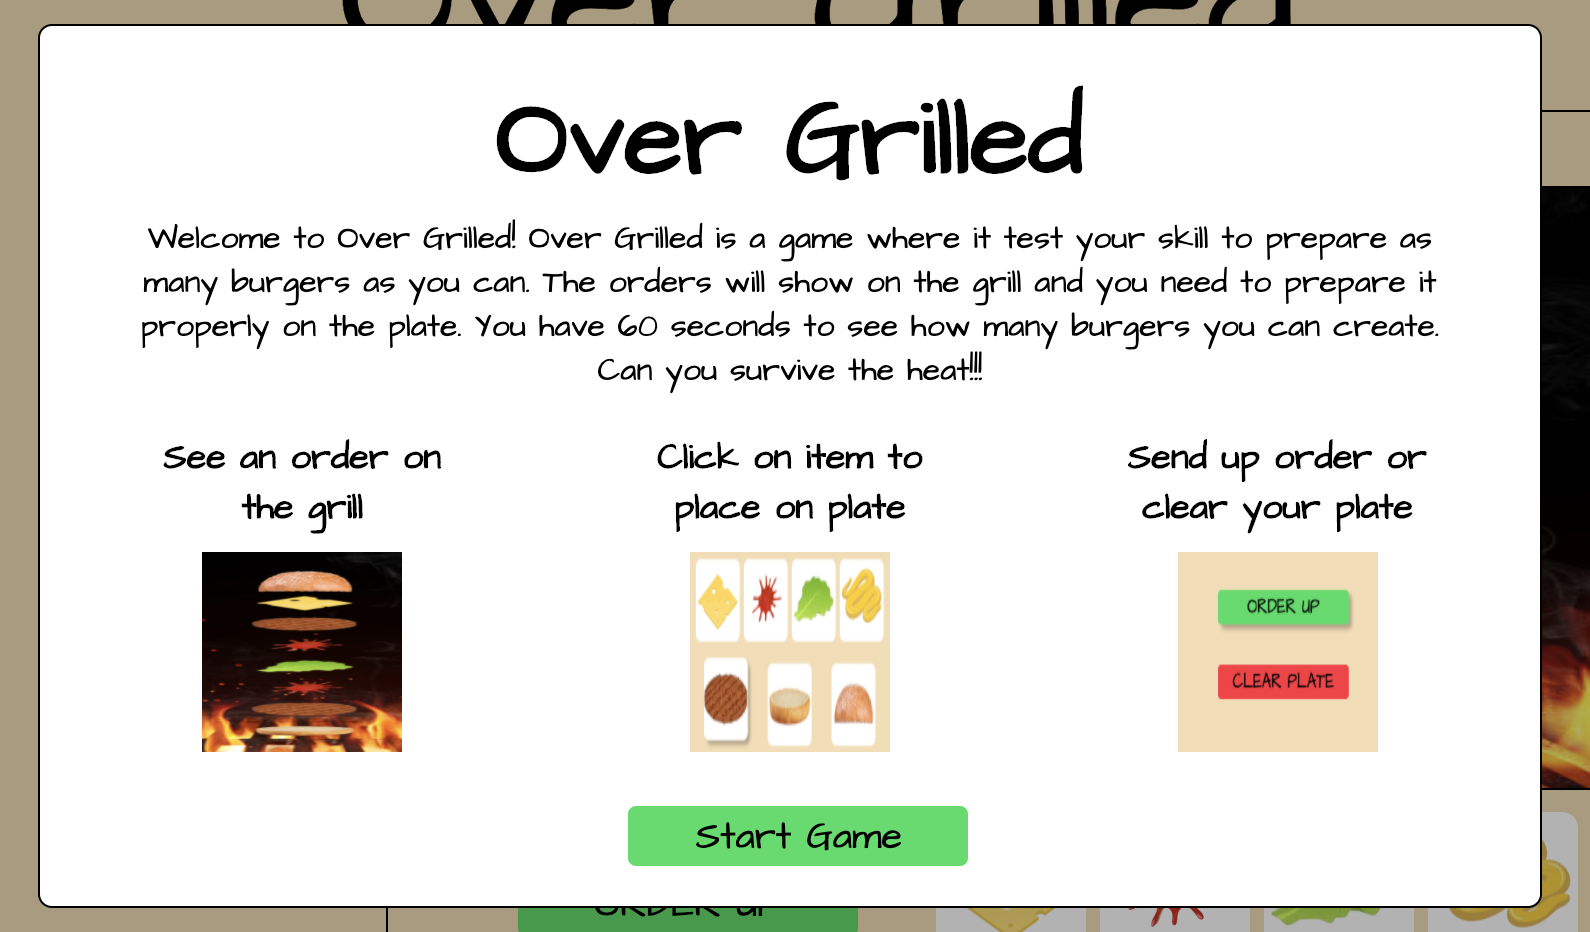 Over Grilled
Over Grilled
Welcome to Over Grilled! Over Grilled is a game where it test your skill to prepare as
many burgers as you can. The orders will show on the grill and you need to prepare it
properly on the plate. You have 60 seconds to see how many burgers you can create.
Can you survive the heat!!!
See an order on
the grill
Click on item to
place on plate
Send up order or
clear your plate
ORDER UP
CLEAR PLATE
Start Game
ORDER UP